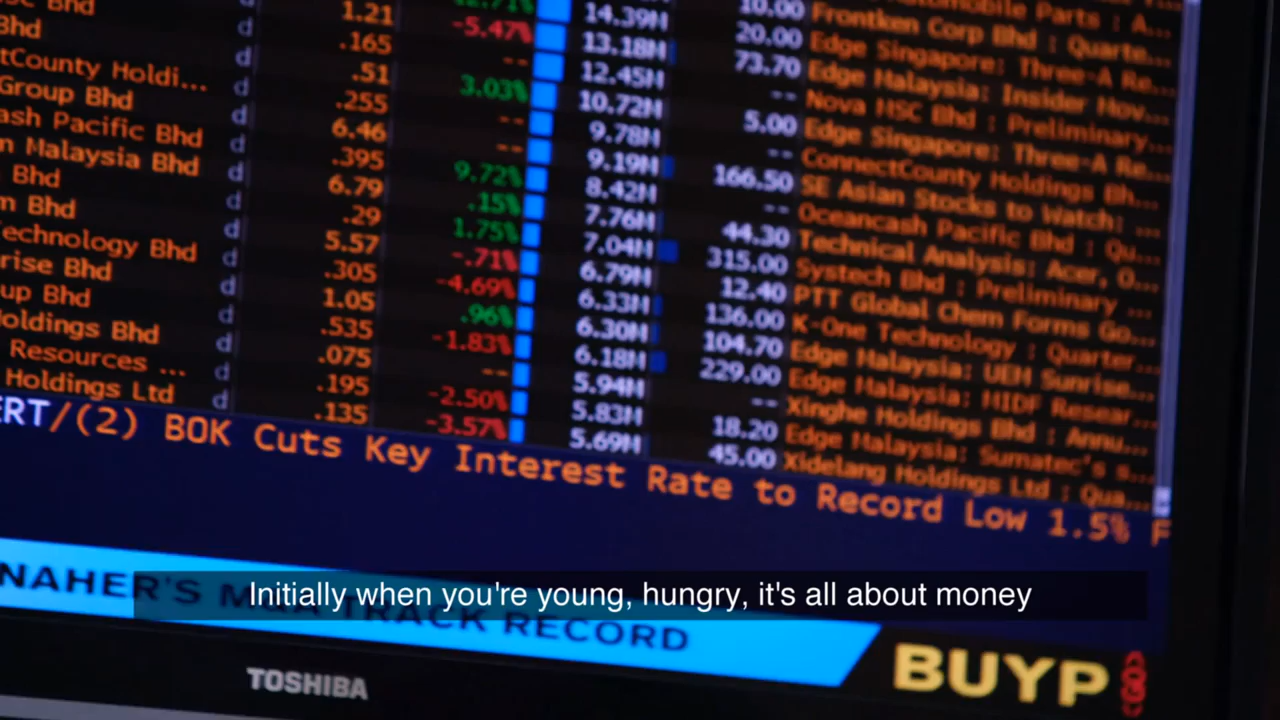 1.21 -5.47% 14.39M 10.00 Automobile Parts : A...
Bhd d .165 -- 13.18M 20.00 Frontken Corp Bhd : Quarte...
tCounty Holdi... d .51 3.03% 12.45M 73.70 Edge Singapore: Three-A Re...
Group Bhd d .255 -- 10.72M -- Edge Malaysia: Insider Mov...
ash Pacific Bhd d 6.46 -- 9.78M 5.00 Nova MSC Bhd : Preliminary...
n Malaysia Bhd d .395 9.72% 9.19M -- Edge Singapore: Three-A Re...
Bhd d 6.79 .15% 8.42M 166.50 ConnectCounty Holdings Bh...
m Bhd d .29 1.75% 7.76M -- SE Asian Stocks to Watch: ...
Technology Bhd d 5.57 -.71% 7.04M 44.30 Oceancash Pacific Bhd : Qu...
rise Bhd d .305 -4.69% 6.79M 315.00 Technical Analysis: Acer, O...
up Bhd d 1.05 .96% 6.33M 12.40 Systech Bhd : Preliminary ...
Holdings Bhd d .535 -1.83% 6.30M 136.00 PTT Global Chem Forms Go...
Resources ... d .075 -- 6.18M 104.70 K-One Technology : Quarter...
Holdings Ltd d .195 -2.50% 5.94M 229.00 Edge Malaysia: UEM Sunrise...
.135 -3.57% 5.83M -- Edge Malaysia: MIDF Resear...
5.69M 18.20 Xinghe Holdings Bhd : Annu...
45.00 Edge Malaysia: Sumatec's s...
Xidelang Holdings Ltd : Qua...
ERT/(2) BOK Cuts Key Interest Rate to Record Low 1.5% F
NAHER'S M&A TRACK RECORD
Initially when you're young, hungry, it's all about money
BUYP
TOSHIBA